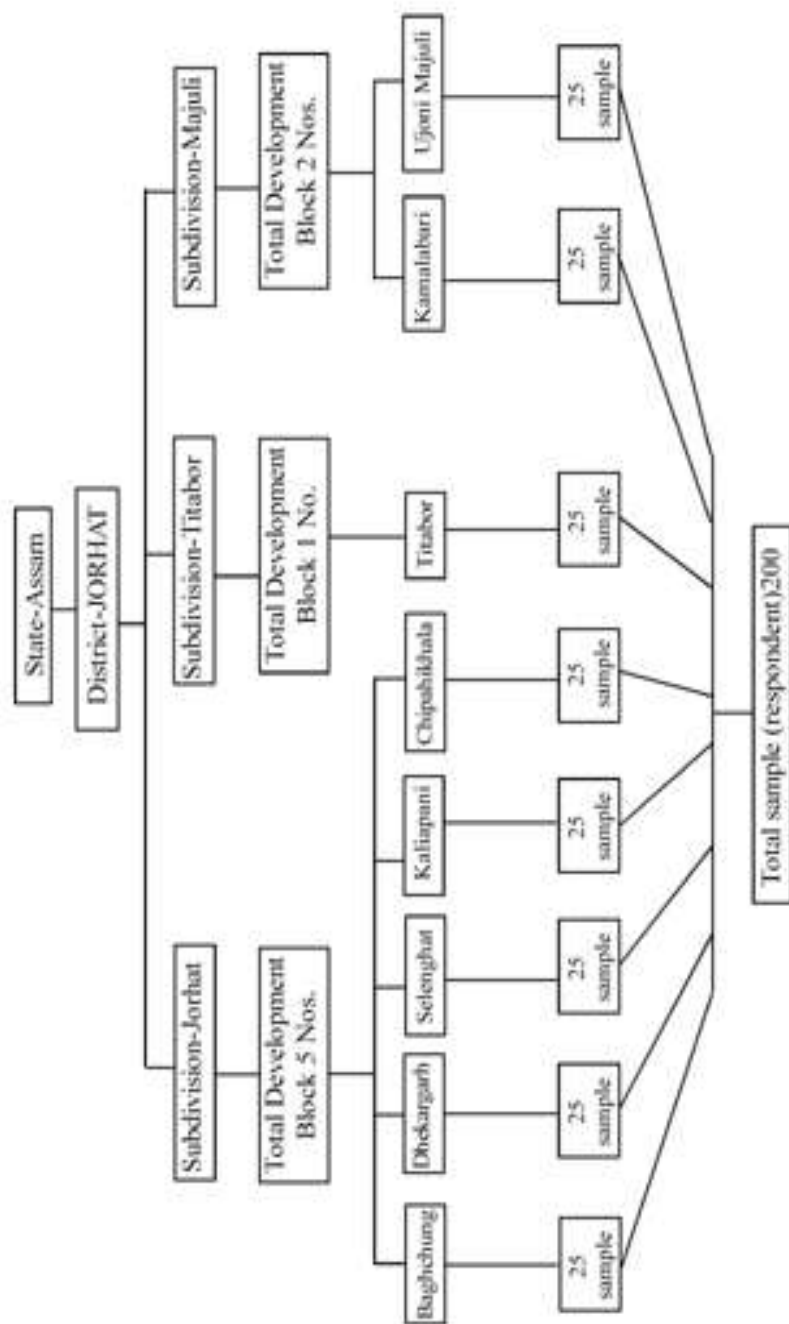 State-Assam
District-JORHAT
Subdivision-Jorhat
Subdivision-Titabor
Subdivision-Majuli
Total Development
Block 5 Nos.
Total Development
Block 1 No.
Total Development
Block 2 Nos.
Baghchung
Dhekargarh
Selenghat
Kaliapani
Chipahikhala
Titabor
Kamalabari
Ujoni Majuli
25
sample
25
sample
25
sample
25
sample
25
sample
25
sample
25
sample
25
sample
Total sample (respondent)200